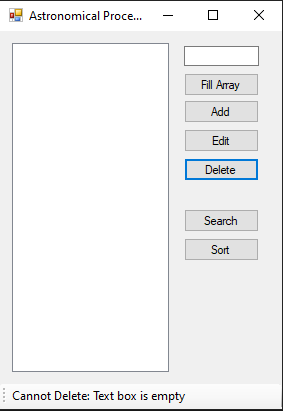 Astronomical Proce...
Fill Array
Add
Edit
Delete
Search
Sort
Cannot Delete: Text box is empty